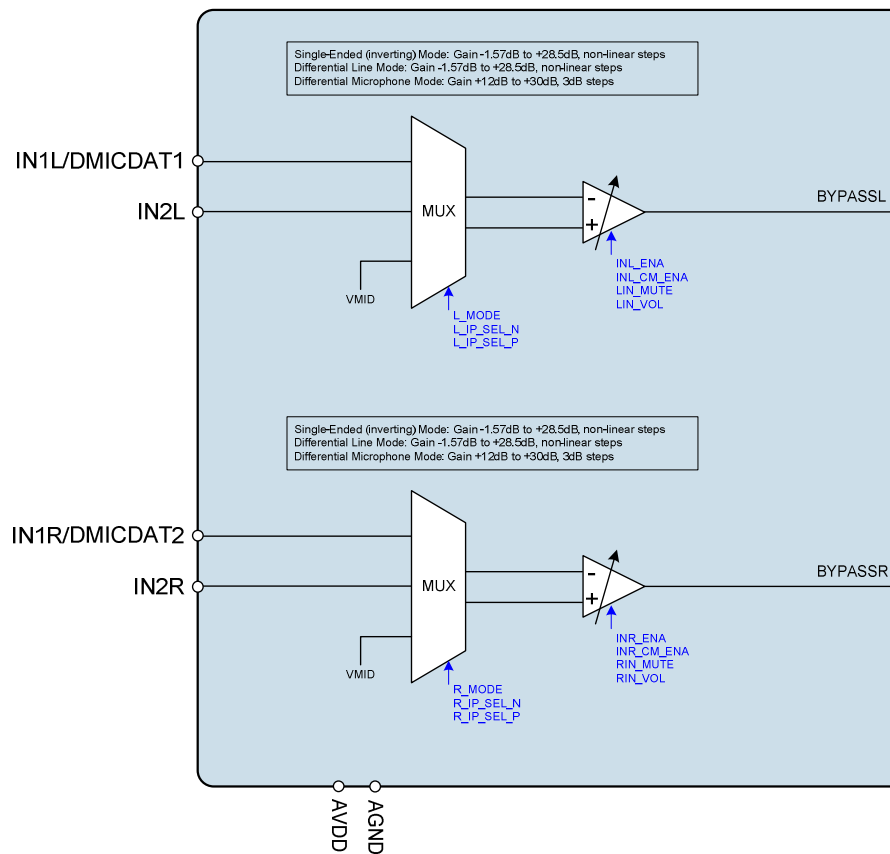 Single-Ended (inverting) Mode: Gain -1.57dB to +28.5dB, non-linear steps
Differential Line Mode: Gain -1.57dB to +28.5dB, non-linear steps
Differential Microphone Mode: Gain +12dB to +30dB, 3dB steps
IN1L/DMICDAT1
IN2L
MUX
-
+
BYPASSL
VMID
INL_ENA
INL_CM_ENA
LIN_MUTE
LIN_VOL
L_MODE
L_IP_SEL_N
L_IP_SEL_P
Single-Ended (inverting) Mode: Gain -1.57dB to +28.5dB, non-linear steps
Differential Line Mode: Gain -1.57dB to +28.5dB, non-linear steps
Differential Microphone Mode: Gain +12dB to +30dB, 3dB steps
IN1R/DMICDAT2
IN2R
MUX
-
+
BYPASSR
VMID
INR_ENA
INR_CM_ENA
RIN_MUTE
RIN_VOL
R_MODE
R_IP_SEL_N
R_IP_SEL_P
AVDD
AGND